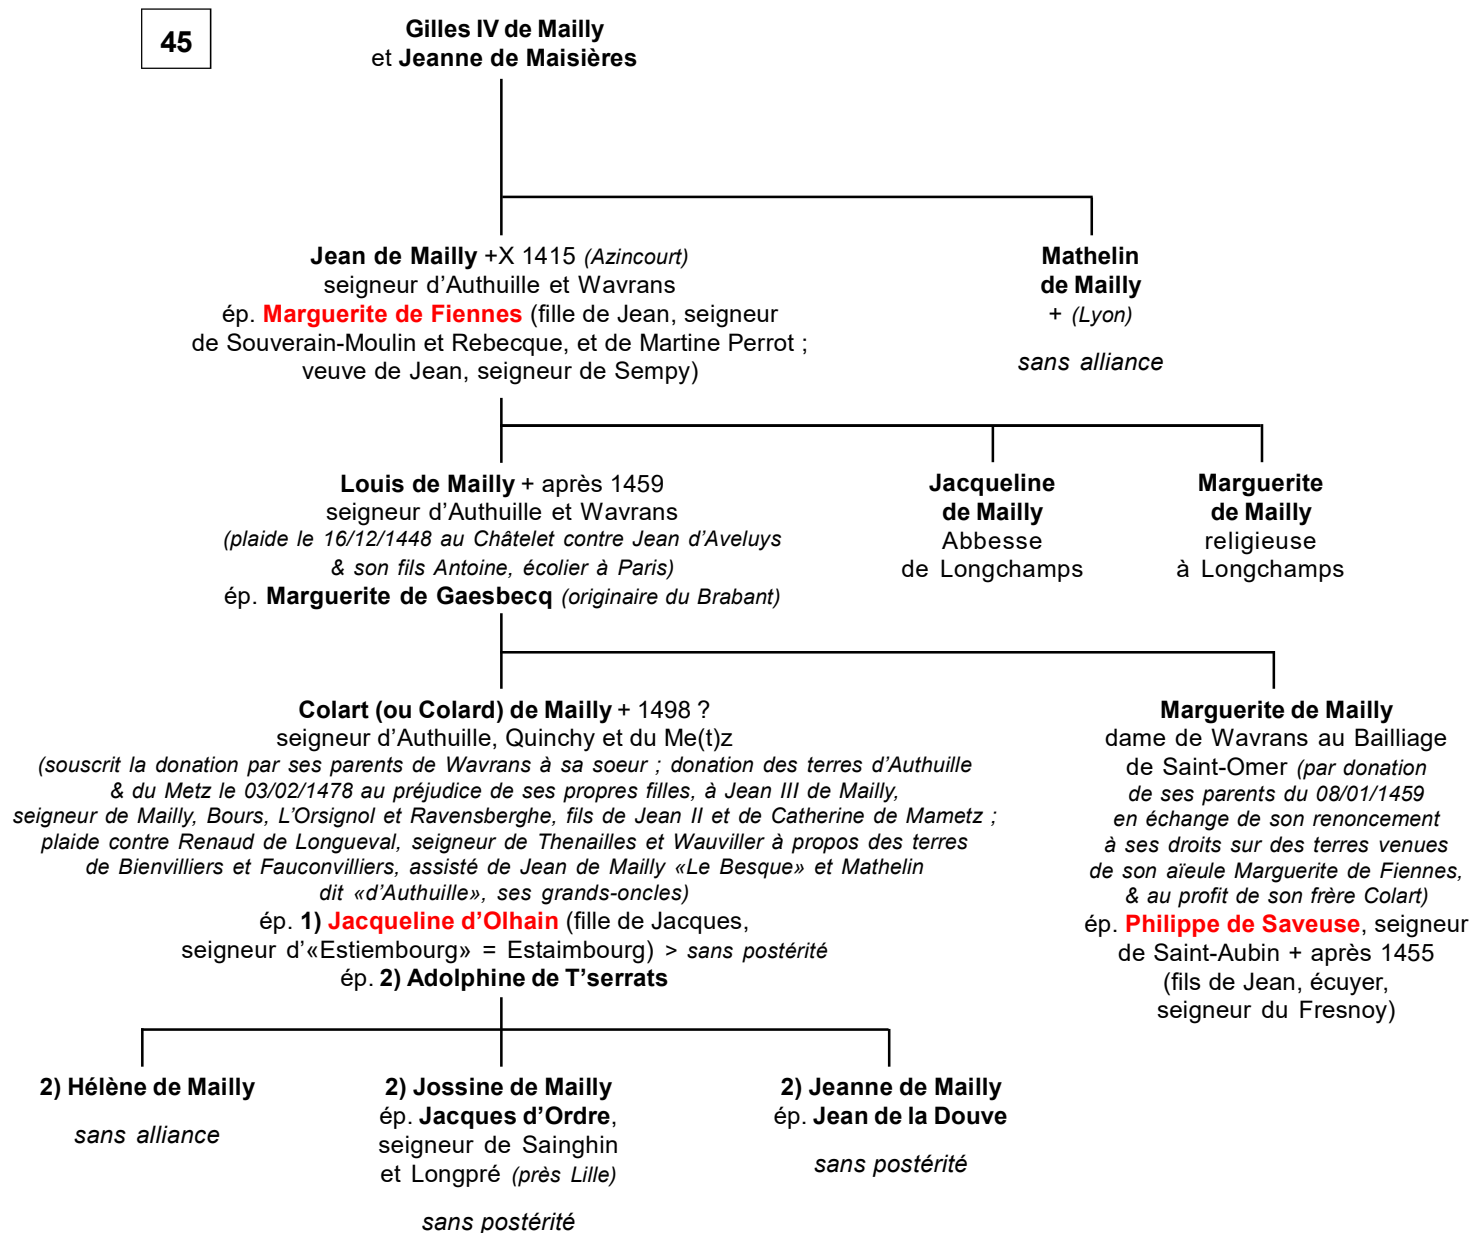 45
Gilles IV de Mailly
et Jeanne de Maisières
Jean de Mailly +X 1415 (Azincourt)
seigneur d’Authuille et Wavrans
ép. Marguerite de Fiennes (fille de Jean, seigneur
de Souverain-Moulin et Rebecque, et de Martine Perrot ;
veuve de Jean, seigneur de Sempy)
Mathelin
de Mailly
+ (Lyon)
sans alliance
Louis de Mailly + après 1459
seigneur d’Authuille et Wavrans
(plaide le 16/12/1448 au Châtelet contre Jean d’Aveluys
& son fils Antoine, écolier à Paris)
ép. Marguerite de Gaesbecq (originaire du Brabant)
Jacqueline
de Mailly
Abbesse
de Longchamps
Marguerite
de Mailly
religieuse
à Longchamps
Colart (ou Colard) de Mailly + 1498 ?
seigneur d’Authuille, Quinchy et du Me(t)z
(souscrit la donation par ses parents de Wavrans à sa soeur ; donation des terres d’Authuille
& du Metz le 03/02/1478 au préjudice de ses propres filles, à Jean III de Mailly,
seigneur de Mailly, Bours, L’Orsignol et Ravensberghe, fils de Jean II et de Catherine de Mametz ;
plaide contre Renaud de Longueval, seigneur de Thenailles et Wauviller à propos des terres
de Bienvilliers et Fauconvilliers, assisté de Jean de Mailly «Le Besque» et Mathelin
dit «d’Authuille», ses grands-oncles)
ép. 1) Jacqueline d’Olhain (fille de Jacques,
seigneur d’«Estiembourg» = Estaimbourg) > sans postérité
ép. 2) Adolphine de T’serrats
Marguerite de Mailly
dame de Wavrans au Bailliage
de Saint-Omer (par donation
de ses parents du 08/01/1459
en échange de son renoncement
à ses droits sur des terres venues
de son aïeule Marguerite de Fiennes,
& au profit de son frère Colart)
ép. Philippe de Saveuse, seigneur
de Saint-Aubin + après 1455
(fils de Jean, écuyer,
seigneur du Fresnoy)
2) Hélène de Mailly
sans alliance
2) Jossine de Mailly
ép. Jacques d’Ordre,
seigneur de Sainghin
et Longpré (près Lille)
sans postérité
2) Jeanne de Mailly
ép. Jean de la Douve
sans postérité